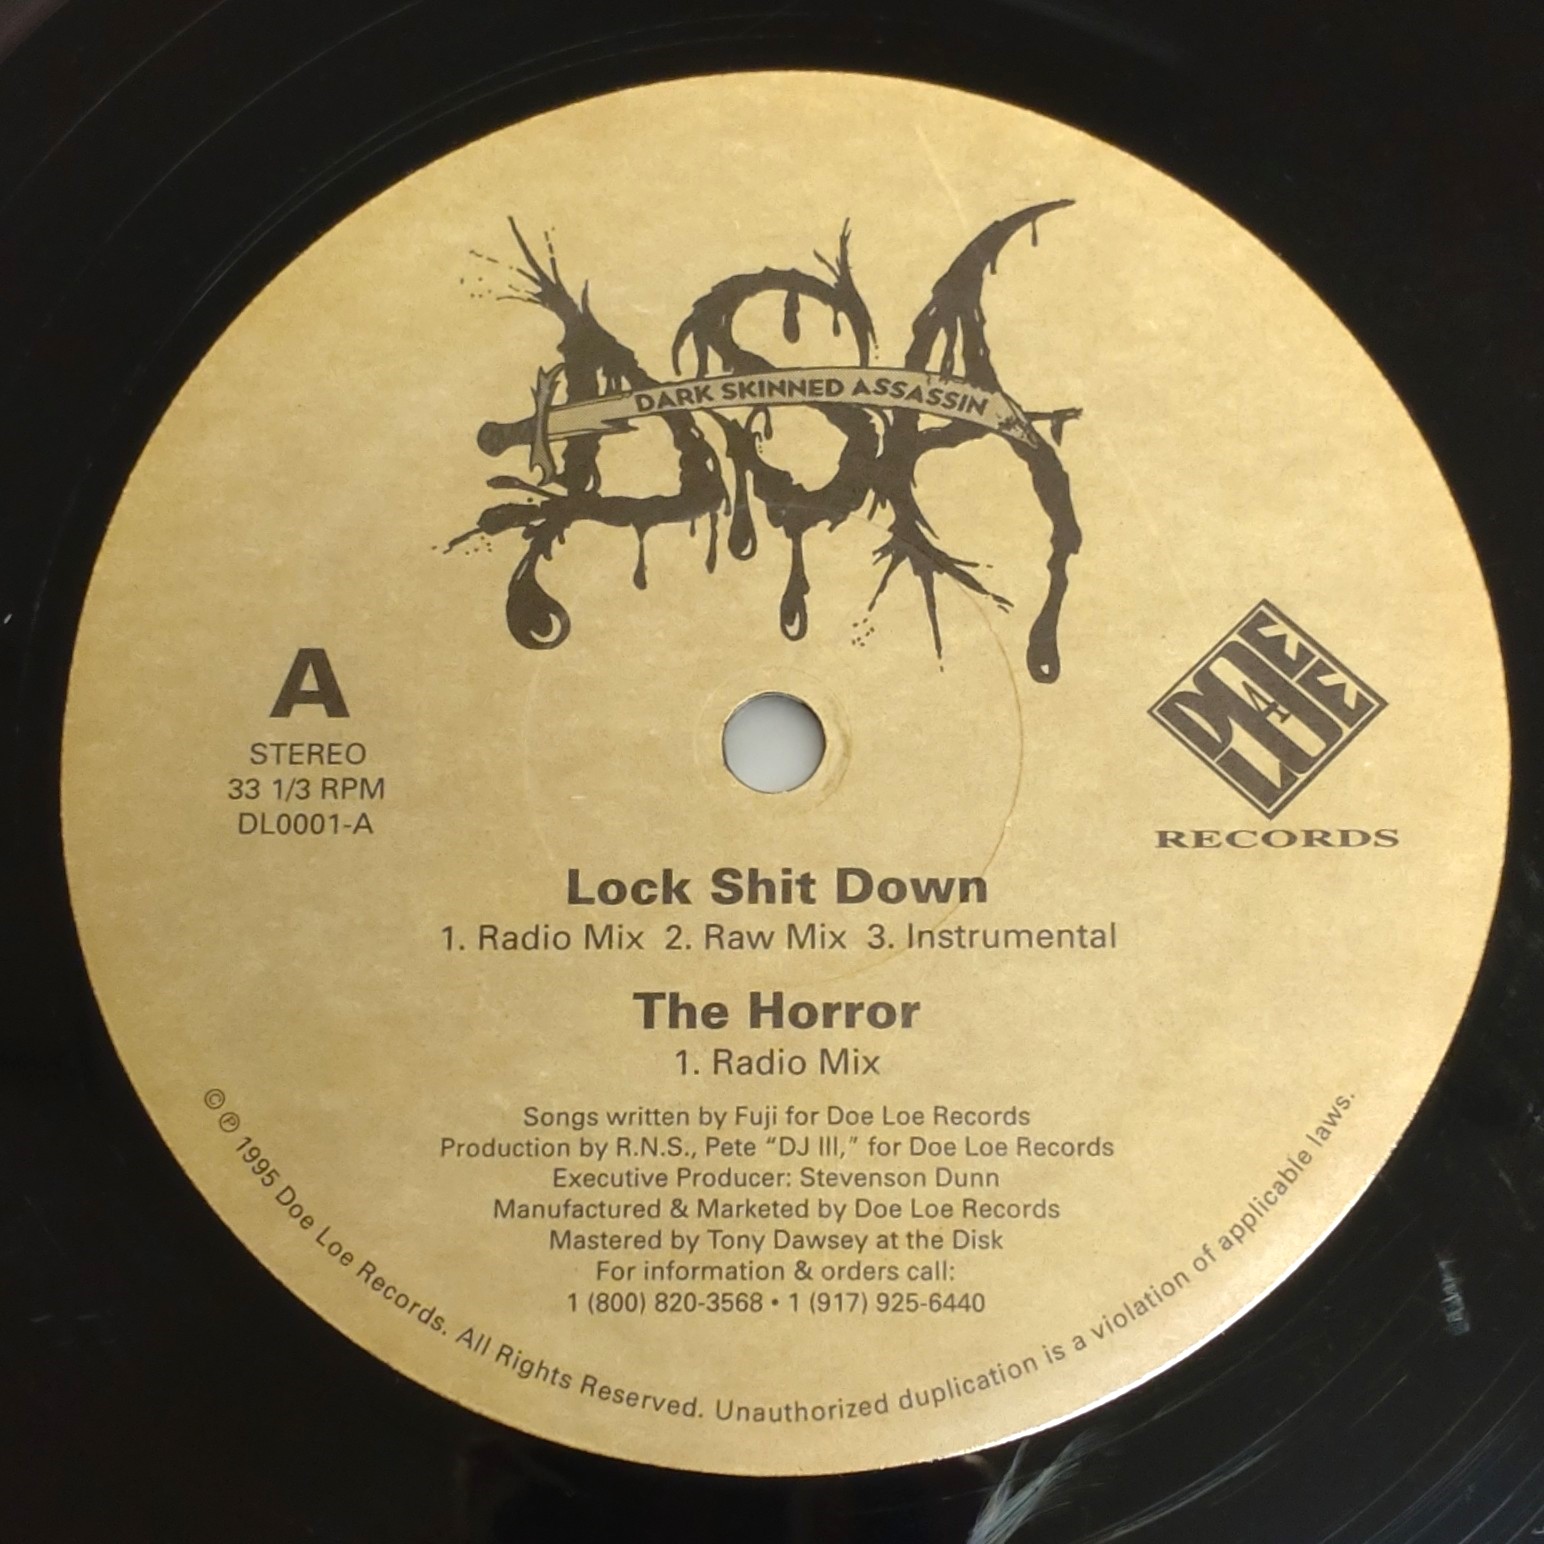 DSA
DARK SKINNED ASSASSIN
A
STEREO
33 1/3 RPM
DL0001-A
DOE
4
LOE
RECORDS
Lock Shit Down
1. Radio Mix 2. Raw Mix 3. Instrumental
The Horror
1. Radio Mix
Songs written by Fuji for Doe Loe Records
Production by R.N.S., Pete “DJ III,” for Doe Loe Records
Executive Producer: Stevenson Dunn
Manufactured & Marketed by Doe Loe Records
Mastered by Tony Dawsey at the Disk
For information & orders call:
1 (800) 820-3568 • 1 (917) 925-6440
©℗ 1995 Doe Loe Records. All Rights Reserved. Unauthorized duplication is a violation of applicable laws.